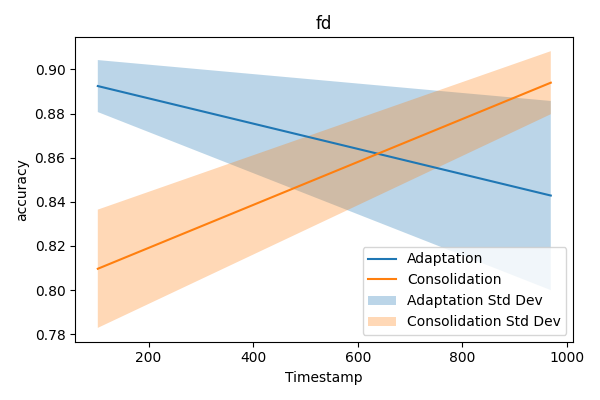 fd
accuracy
0.90
0.88
0.86
0.84
0.82
0.80
0.78
200
400
600
800
1000
Timestamp
Adaptation
Consolidation
Adaptation Std Dev
Consolidation Std Dev